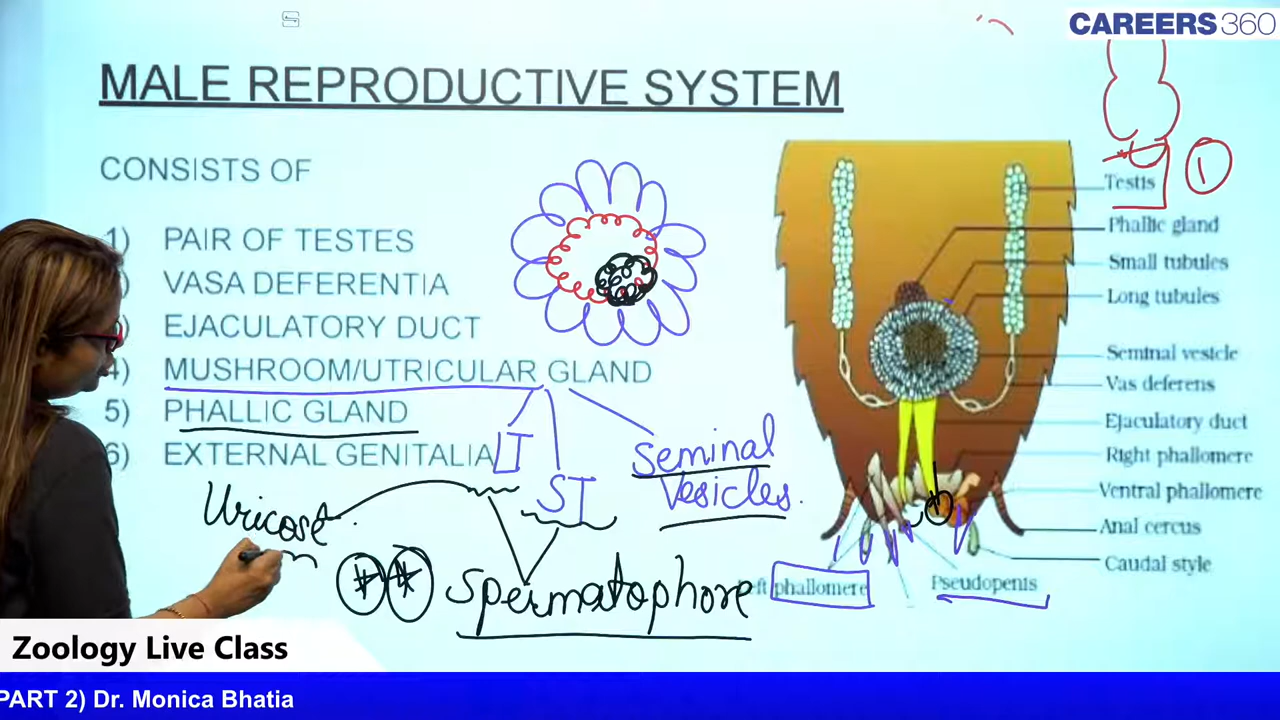 CAREERS360
MALE REPRODUCTIVE SYSTEM
CONSISTS OF
1) PAIR OF TESTES
) VASA DEFERENTIA
) EJACULATORY DUCT
4) MUSHROOM/UTRICULAR GLAND
5) PHALLIC GLAND
6) EXTERNAL GENITALIA
LT
ST
Seminal
Vesicles.
Uricose
Spermatophore
1
Testis
Phallic gland
Small tubules
Long tubules
Seminal vesicle
Vas deferens
Ejaculatory duct
Right phallomere
Ventral phallomere
Anal cercus
Caudal style
Pseudopenis
eft phallomere
Zoology Live Class
PART 2) Dr. Monica Bhatia